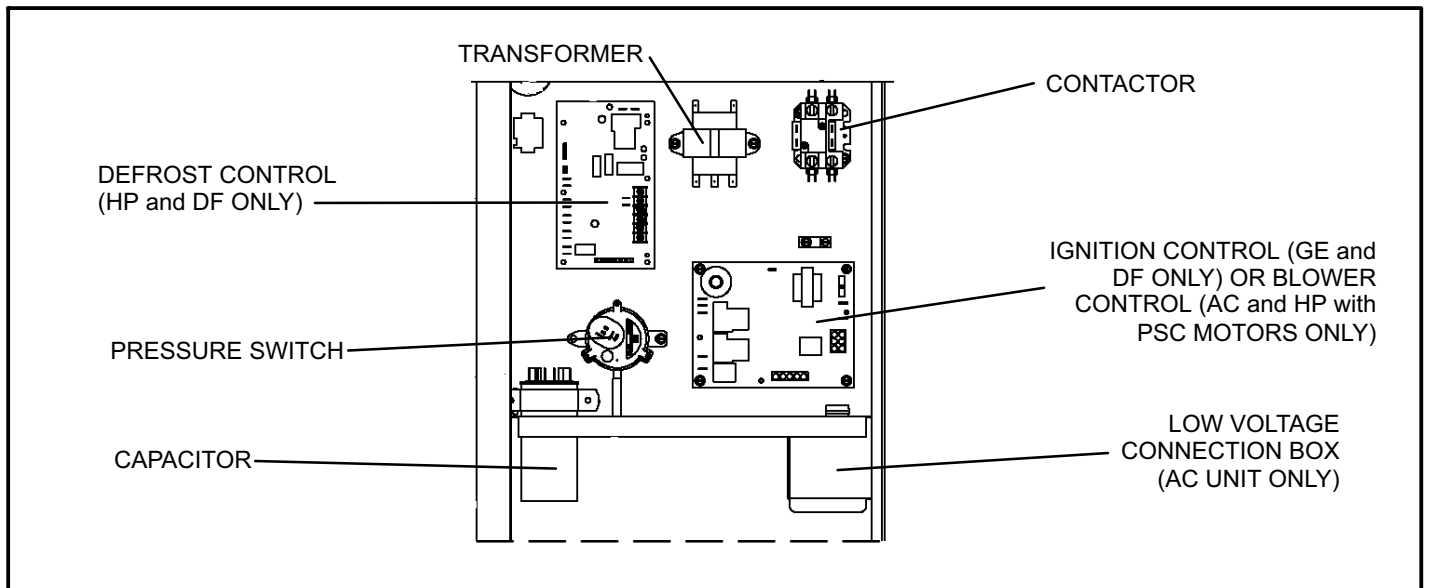 TRANSFORMER
CONTACTOR
DEFROST CONTROL
(HP and DF ONLY)
IGNITION CONTROL (GE and
DF ONLY) OR BLOWER
CONTROL (AC and HP with
PSC MOTORS ONLY)
PRESSURE SWITCH
LOW VOLTAGE
CONNECTION BOX
(AC UNIT ONLY)
CAPACITOR